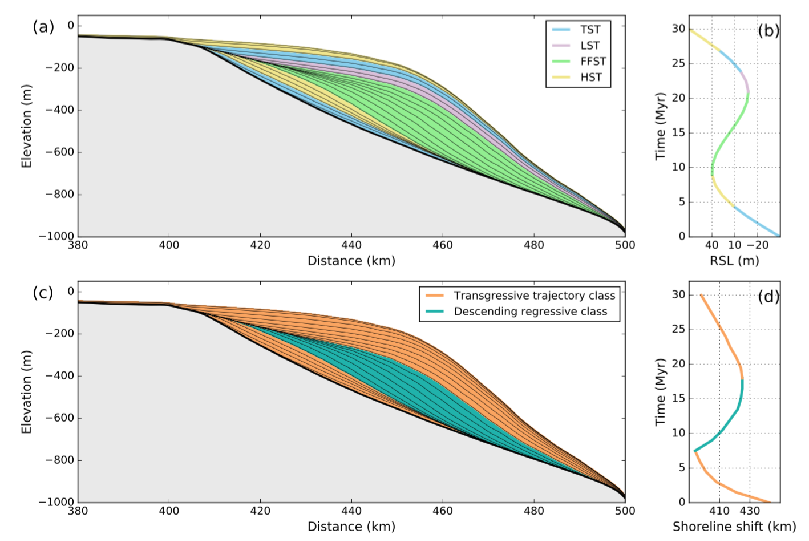 (a)
0
−200
−400
−600
−800
−1000
Elevation (m)
TST
LST
FFST
HST
380 400 420 440 460 480 500
Distance (km)
(b)
30
25
20
15
10
5
0
Time (Myr)
40 10 −20
RSL (m)
(c)
0
−200
−400
−600
−800
−1000
Elevation (m)
Transgressive trajectory class
Descending regressive class
380 400 420 440 460 480 500
Distance (km)
(d)
30
25
20
15
10
5
0
Time (Myr)
410 430
Shoreline shift (km)